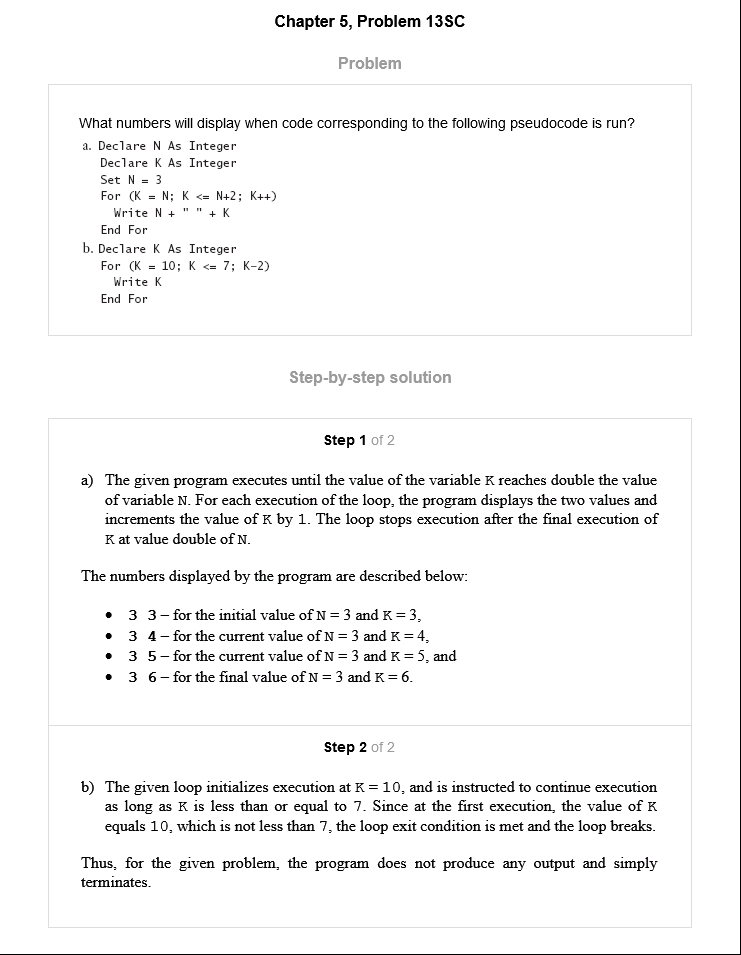 Chapter 5, Problem 13SC
Problem
What numbers will display when code corresponding to the following pseudocode is run?
a. Declare N As Integer
Declare K As Integer
Set N = 3
For (K = N; K <= N+2; K++)
Write N + " " + K
End For
b. Declare K As Integer
For (K = 10; K <= 7; K–2)
Write K
End For
Step-by-step solution
Step 1 of 2
a) The given program executes until the value of the variable K reaches double the value
of variable N. For each execution of the loop, the program displays the two values and
increments the value of K by 1. The loop stops execution after the final execution of
K at value double of N.
The numbers displayed by the program are described below:
• 3 3 – for the initial value of N = 3 and K = 3,
• 3 4 – for the current value of N = 3 and K = 4,
• 3 5 – for the current value of N = 3 and K = 5, and
• 3 6 – for the final value of N = 3 and K = 6.
Step 2 of 2
b) The given loop initializes execution at K = 10, and is instructed to continue execution
as long as K is less than or equal to 7. Since at the first execution, the value of K
equals 10, which is not less than 7, the loop exit condition is met and the loop breaks.
Thus, for the given problem, the program does not produce any output and simply
terminates.